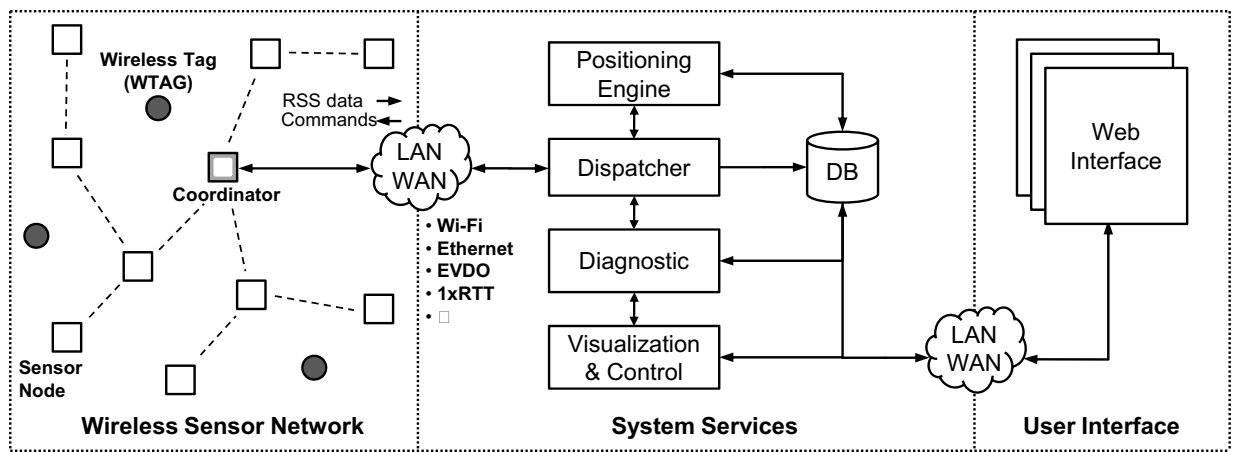 Wireless Tag
(WTAG)
RSS data
Commands
LAN
WAN
Coordinator
• Wi-Fi
• Ethernet
• EVDO
• 1xRTT
• □
Sensor
Node
Wireless Sensor Network
Positioning
Engine
Dispatcher
DB
Diagnostic
Visualization
& Control
System Services
LAN
WAN
Web
Interface
User Interface